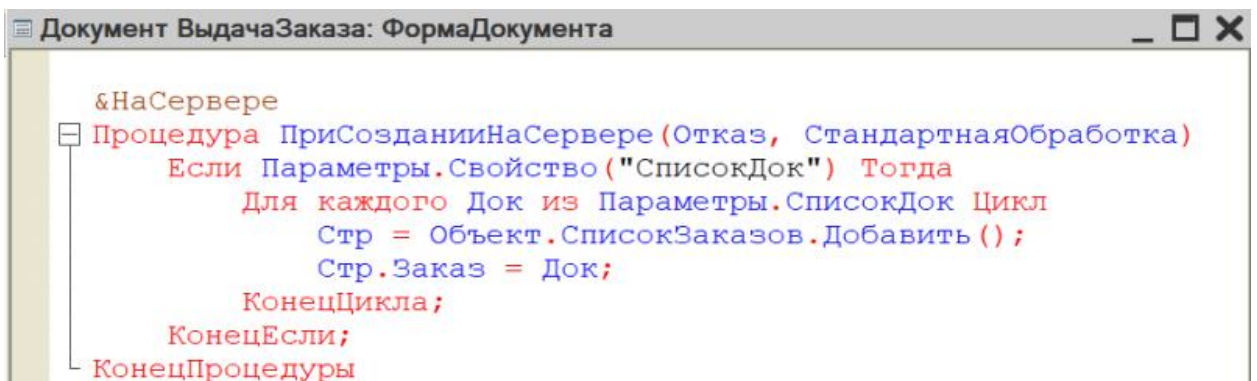 Документ ВыдачаЗаказа: ФормаДокумента
&НаСервере
Процедура ПриСозданииНаСервере(Отказ, СтандартнаяОбработка)
Если Параметры.Свойство("СписокДок") Тогда
Для каждого Док из Параметры.СписокДок Цикл
Стр = Объект.СписокЗаказов.Добавить();
Стр.Заказ = Док;
КонецЦикла;
КонецЕсли;
КонецПроцедуры